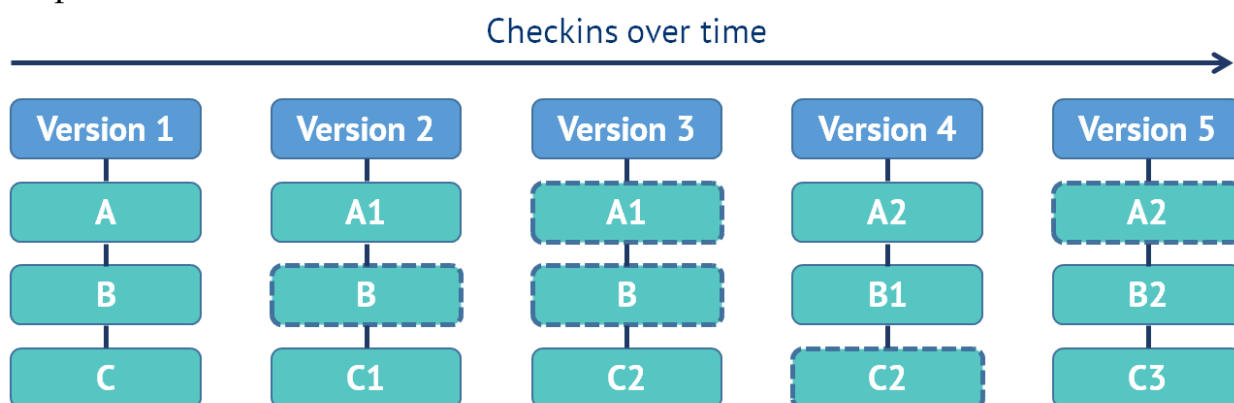 Checkins over time
Version 1 Version 2 Version 3 Version 4 Version 5
A A1 A1 A2 A2
B B B B1 B2
C C1 C2 C2 C3